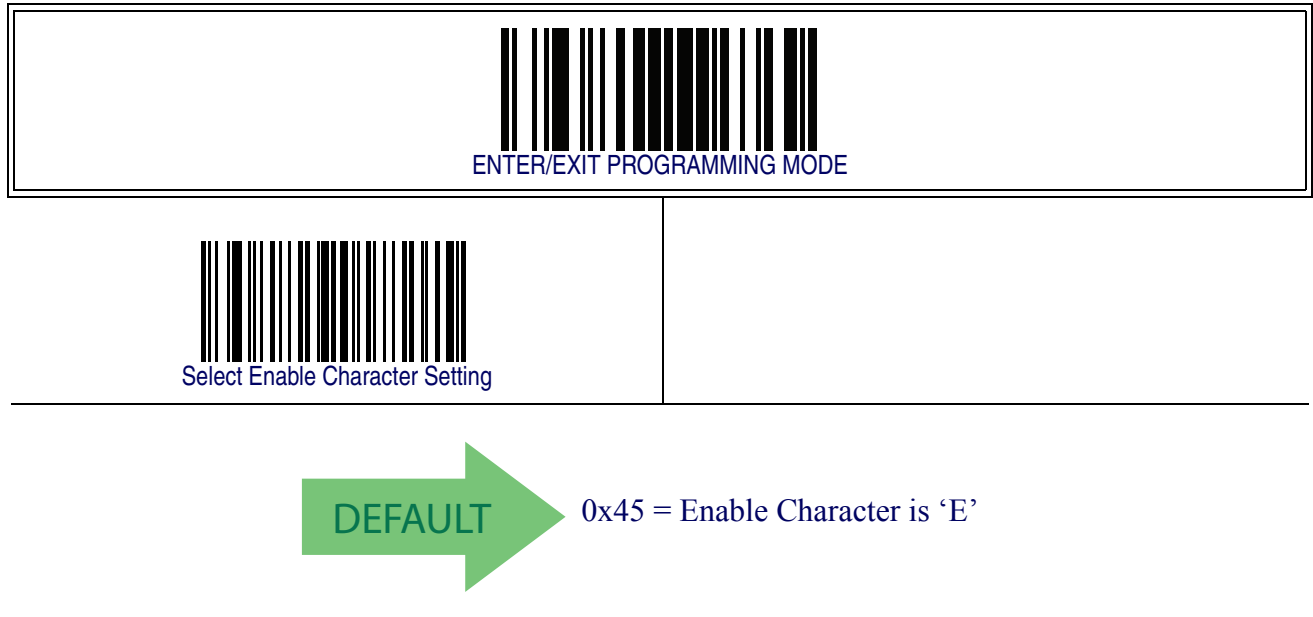 ENTER/EXIT PROGRAMMING MODE
Select Enable Character Setting
DEFAULT
0x45 = Enable Character is ‘E’